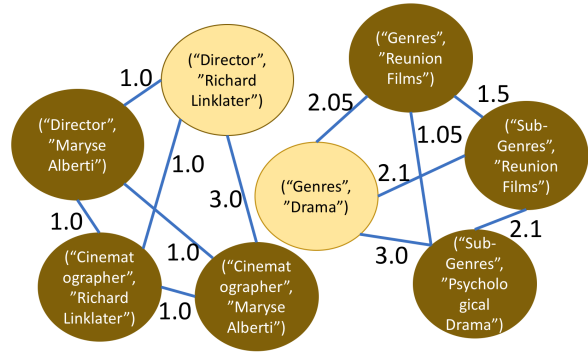 (“Director”,
”Richard
Linklater”)
1.0
(“Director”,
”Maryse
Alberti”)
1.0
3.0
1.0
1.0
(“Cinemat
ographer”,
”Richard
Linklater”)
1.0
(“Cinemat
ographer”,
”Maryse
Alberti”)
(“Genres”,
”Reunion
Films”)
2.05
1.5
1.05
(“Sub-
Genres”,
”Reunion
Films”)
2.1
(“Genres”,
”Drama”)
3.0
2.1
(“Sub-
Genres”,
”Psycholo
gical
Drama”)